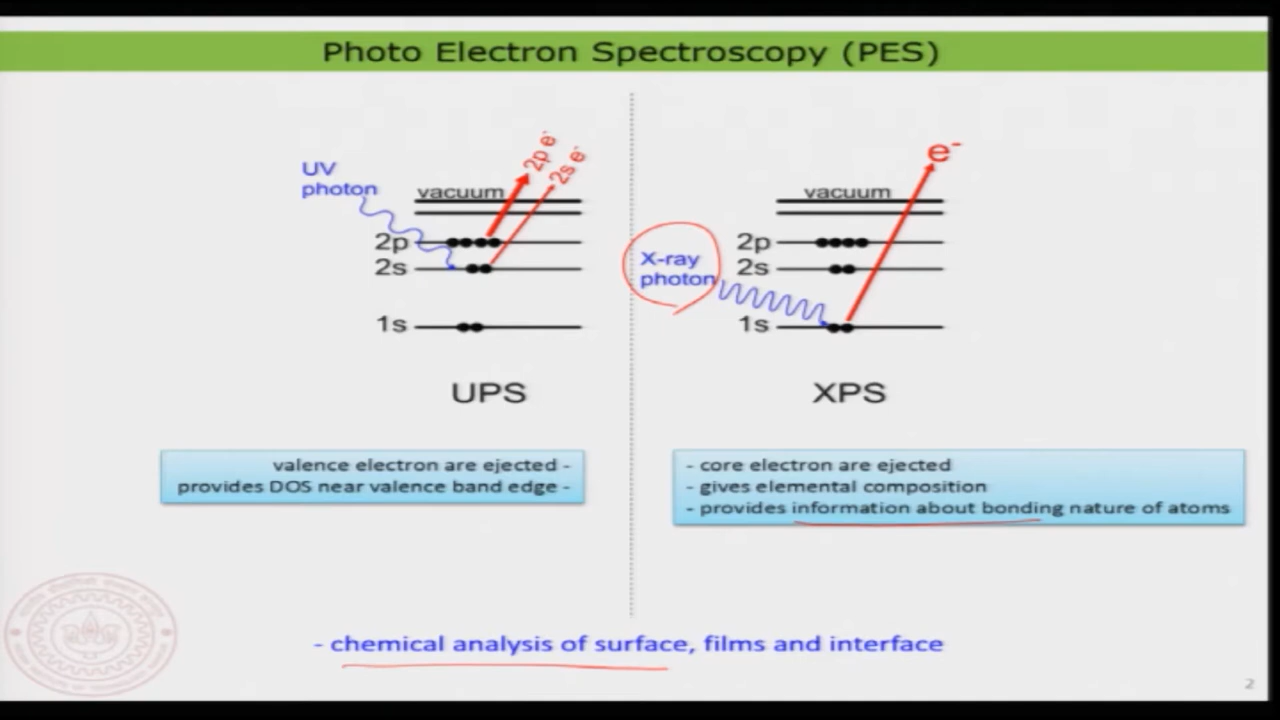 Photo Electron Spectroscopy (PES)
UV
photon
vacuum
2p e-
2s e-
2p
2s
1s
UPS
X-ray
photon
vacuum
e-
2p
2s
1s
XPS
valence electron are ejected -
provides DOS near valence band edge -
- core electron are ejected
- gives elemental composition
- provides information about bonding nature of atoms
- chemical analysis of surface, films and interface
2